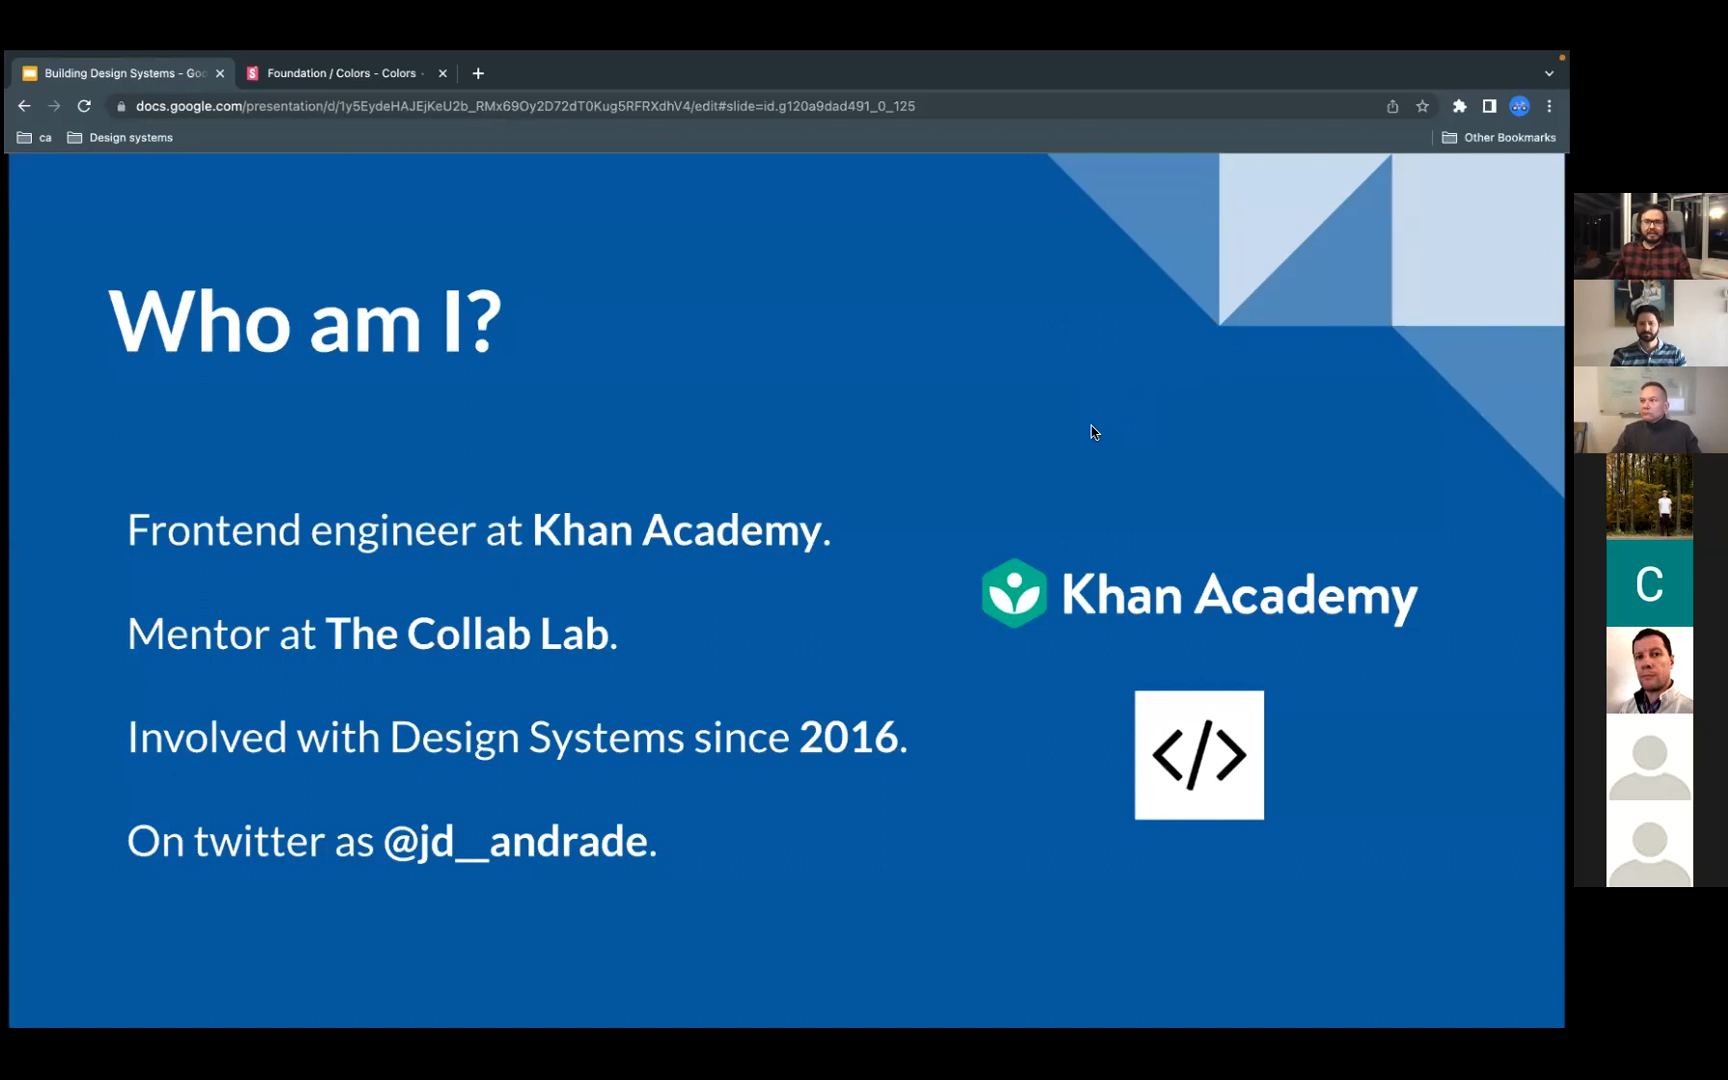 Building Design Systems - Goo
Foundation / Colors - Colors
docs.google.com/presentation/d/1y5EydeHAJEjKeU2b_RMx69Oy2D72dT0Kug5RFRXdhV4/edit#slide=id.g120a9dad491_0_125
ca
Design systems
Other Bookmarks
Who am I?
Frontend engineer at Khan Academy.
Mentor at The Collab Lab.
Involved with Design Systems since 2016.
On twitter as @jd__andrade.
Khan Academy
</>
C